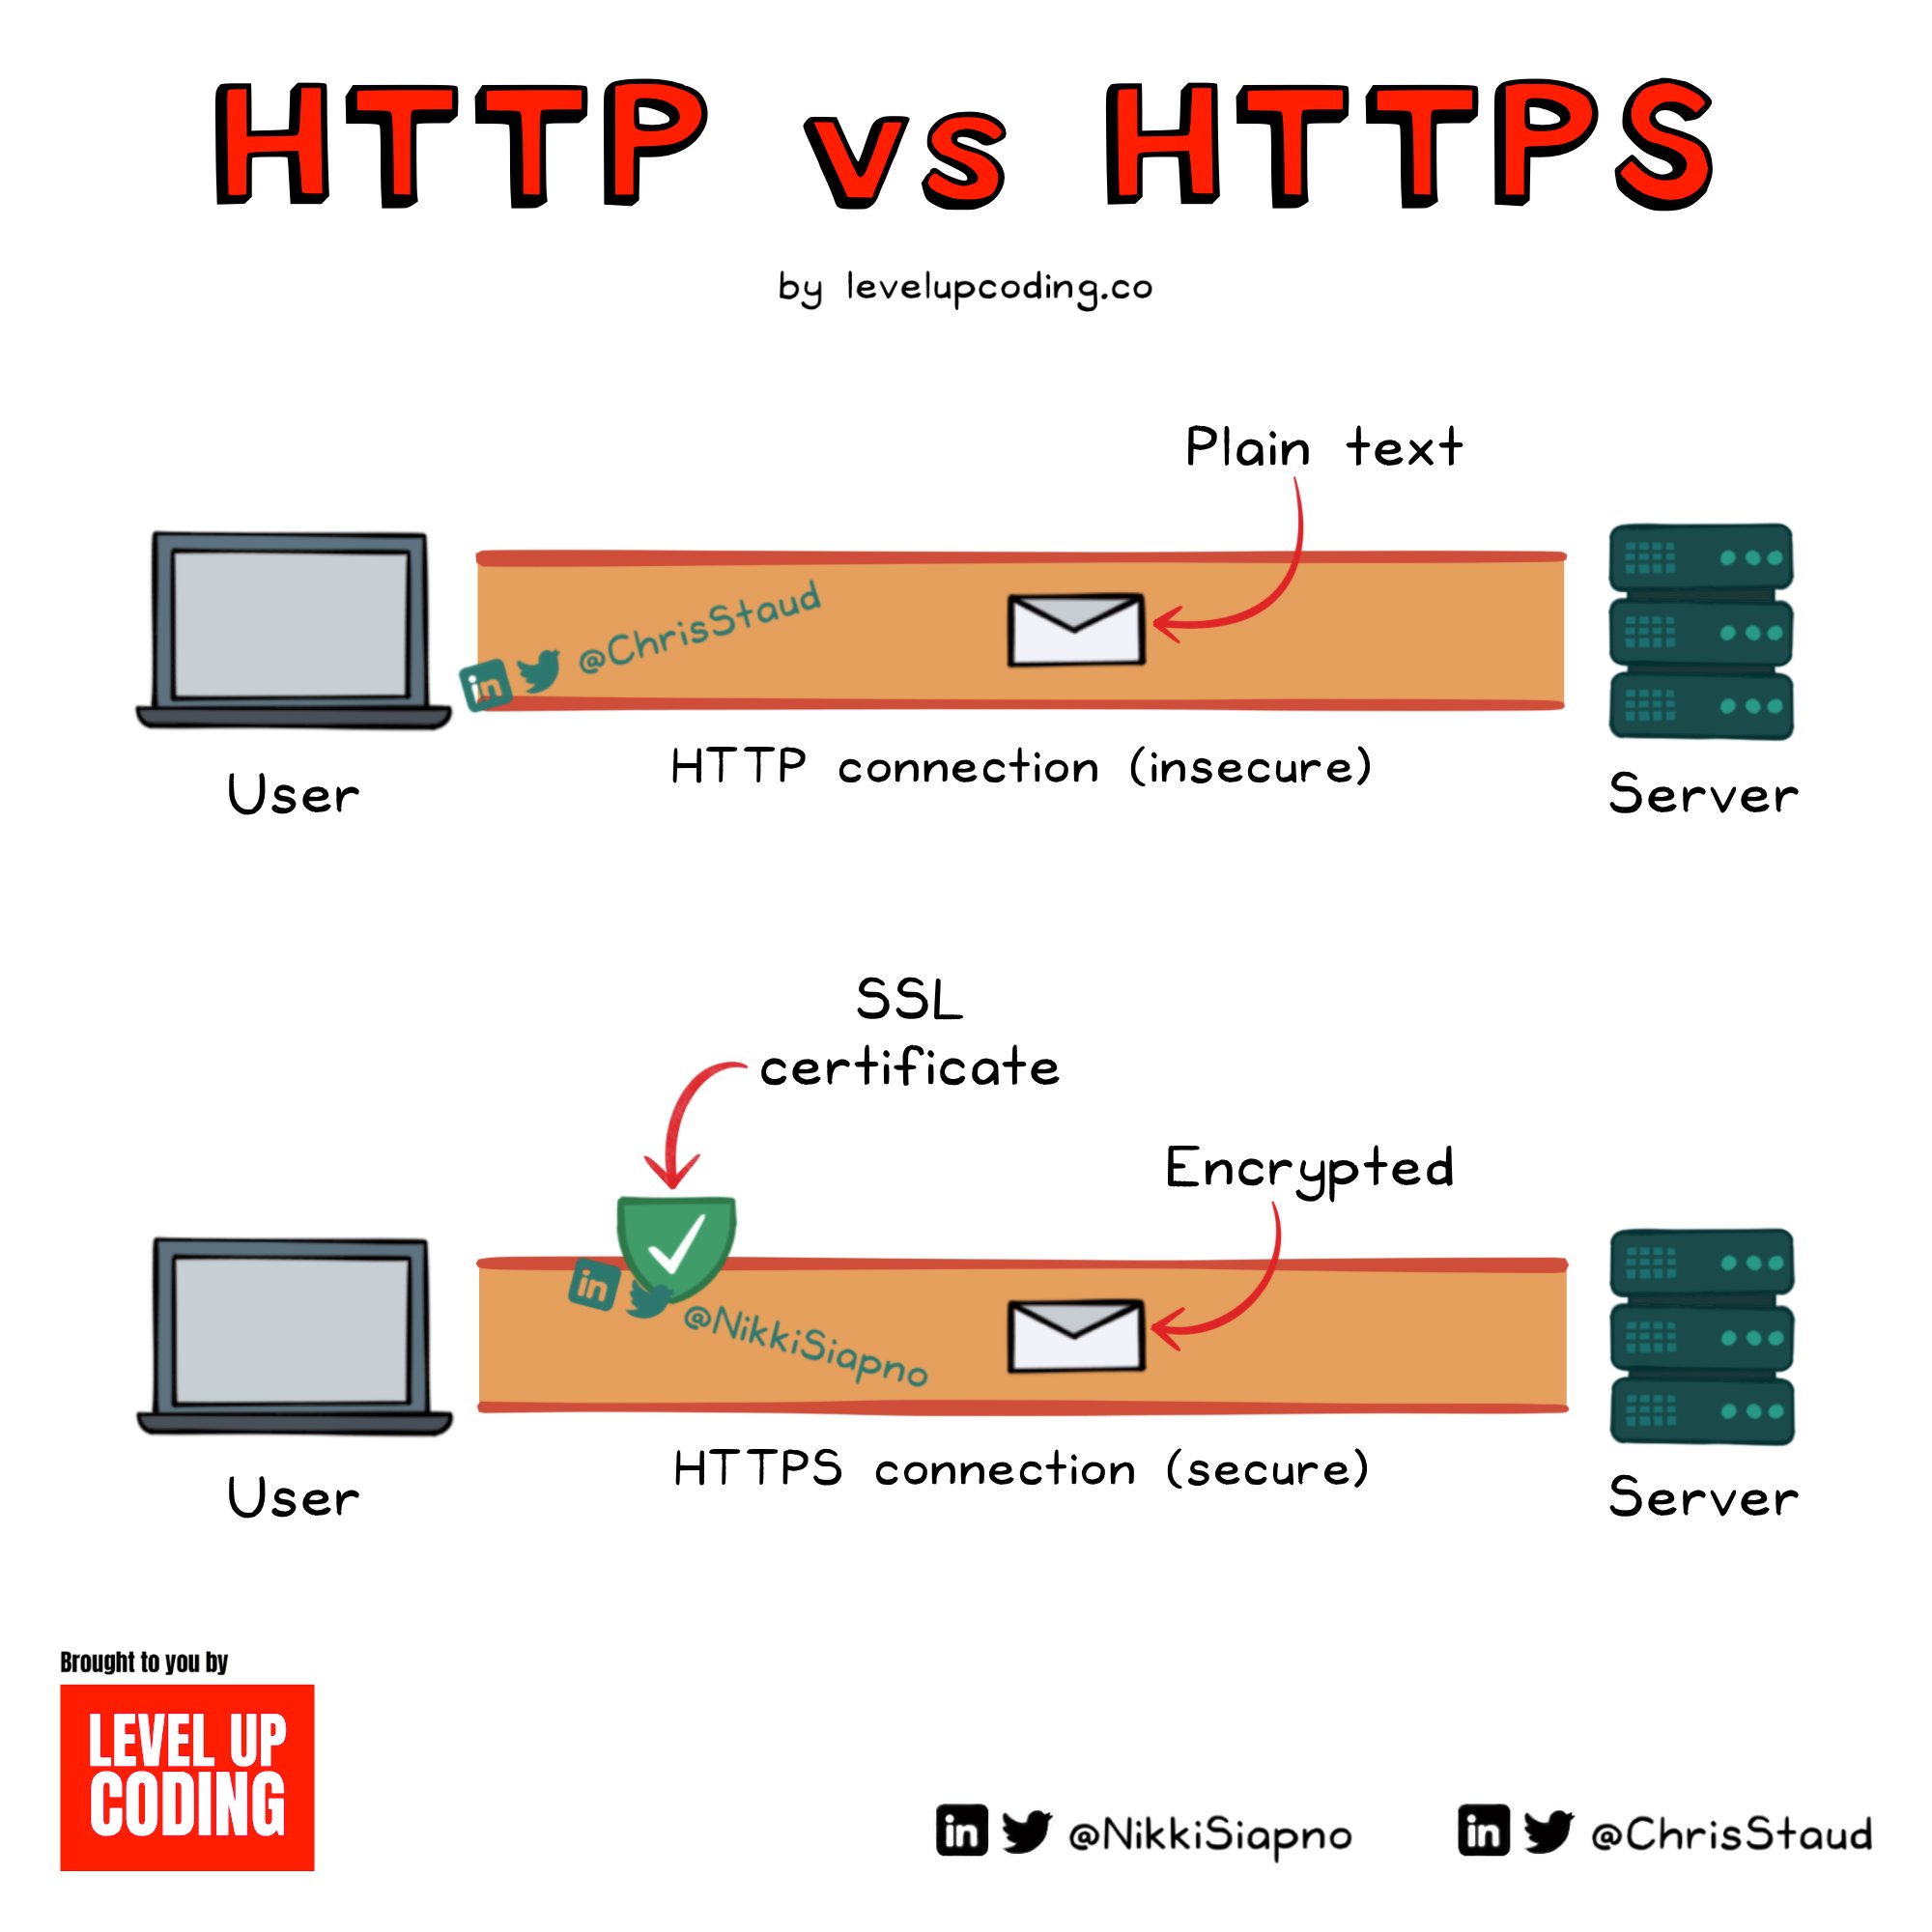 HTTP vs HTTPS
by levelupcoding.co
Plain text
in @ChrisStaud
HTTP connection (insecure)
User
Server
SSL
certificate
Encrypted
in @NikkiSiapno
HTTPS connection (secure)
User
Server
Brought to you by
LEVEL UP
CODING
in @NikkiSiapno
in @ChrisStaud